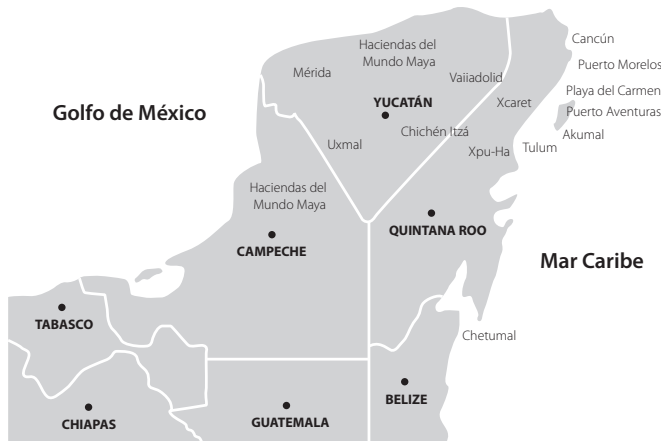 Cancún
Haciendas del
Mundo Maya
Puerto Morelos
Mérida
Vaiiadolid
Playa del Carmen
YUCATÁN
Xcaret
Golfo de México
Puerto Aventuras
Chichén Itzá
Akumal
Uxmal
Xpu-Ha
Tulum
Haciendas del
Mundo Maya
QUINTANA ROO
CAMPECHE
Mar Caribe
TABASCO
Chetumal
BELIZE
CHIAPAS
GUATEMALA